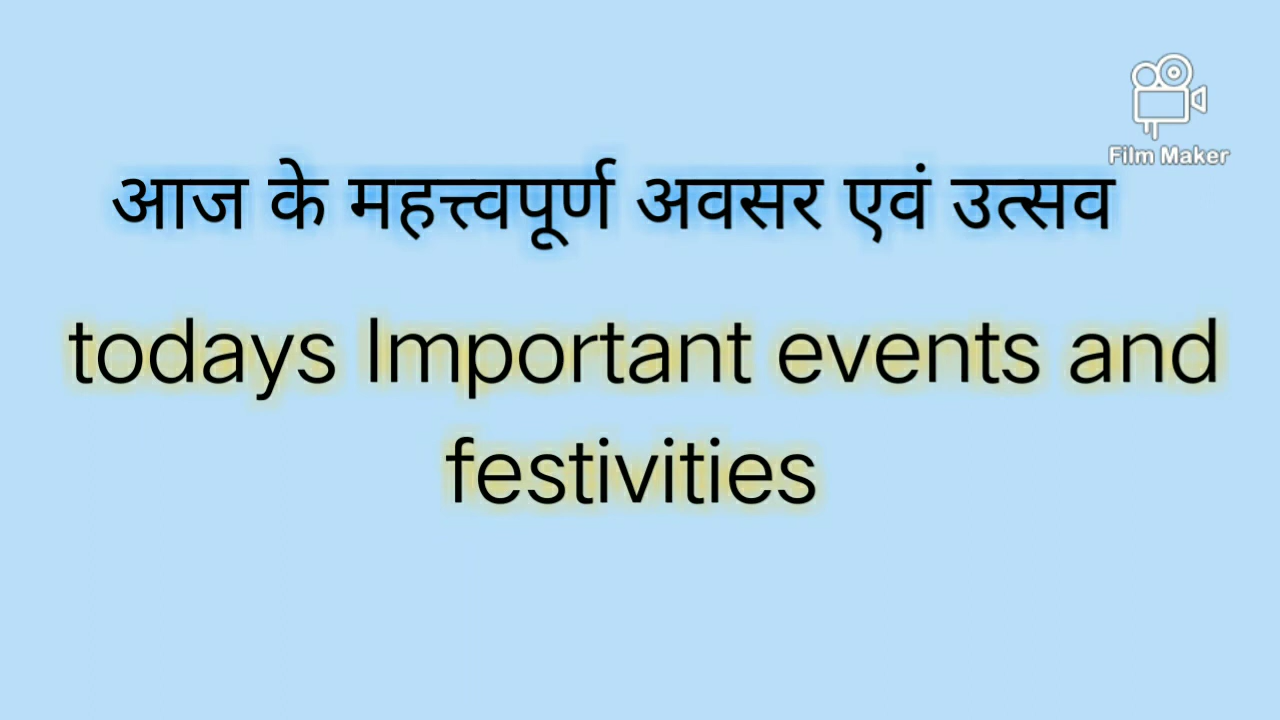 Film Maker
आज के महत्त्वपूर्ण अवसर एवं उत्सव
todays Important events and
festivities